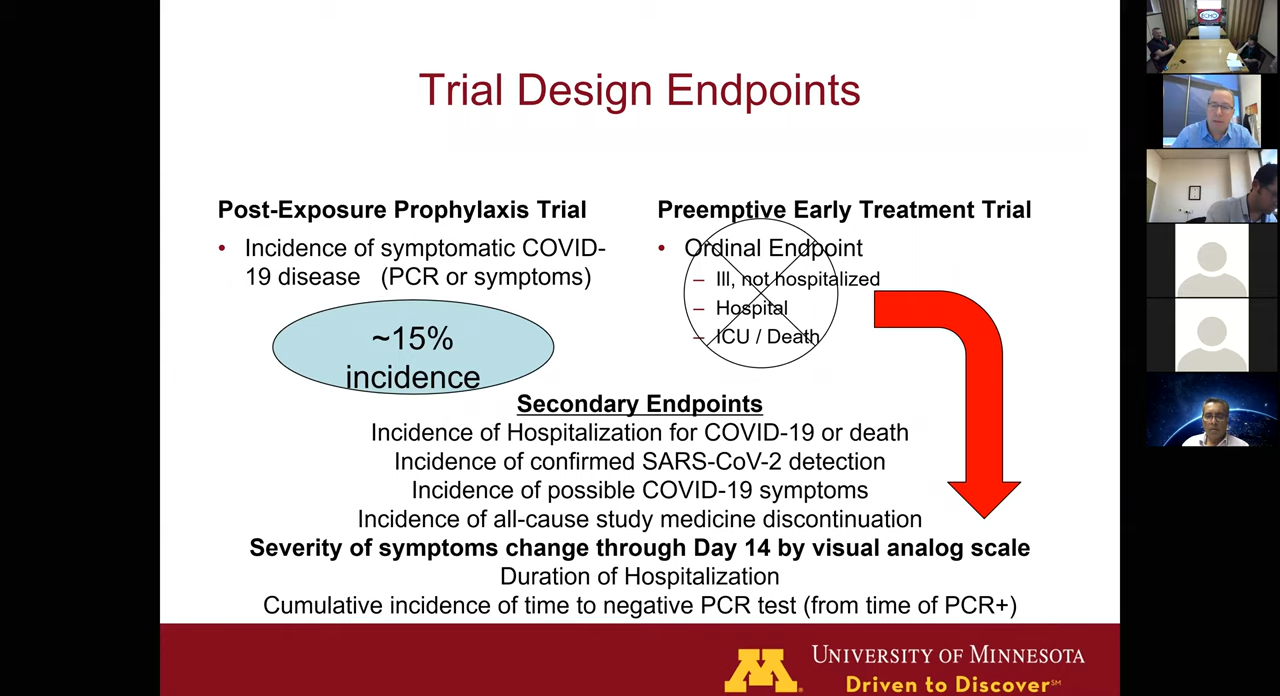 Trial Design Endpoints
Post-Exposure Prophylaxis Trial
• Incidence of symptomatic COVID-
19 disease (PCR or symptoms)
~15%
incidence
Preemptive Early Treatment Trial
• Ordinal Endpoint
– Ill, not hospitalized
– Hospital
– ICU / Death
Secondary Endpoints
Incidence of Hospitalization for COVID-19 or death
Incidence of confirmed SARS-CoV-2 detection
Incidence of possible COVID-19 symptoms
Incidence of all-cause study medicine discontinuation
Severity of symptoms change through Day 14 by visual analog scale
Duration of Hospitalization
Cumulative incidence of time to negative PCR test (from time of PCR+)
M
UNIVERSITY OF MINNESOTA
Driven to Discover℠
ECHO